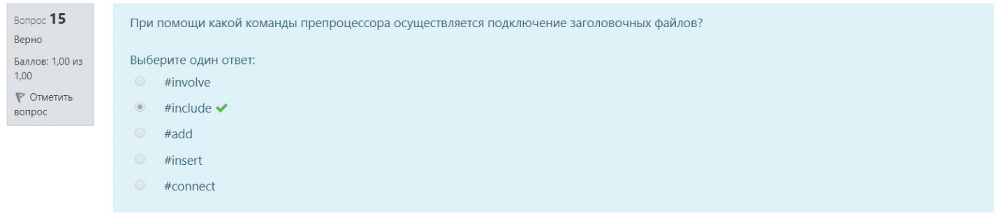 Вопрос 15
Верно
Баллов: 1,00 из
1,00
Отметить
вопрос
При помощи какой команды препроцессора осуществляется подключение заголовочных файлов?
Выберите один ответ:
#involve
#include
#add
#insert
#connect